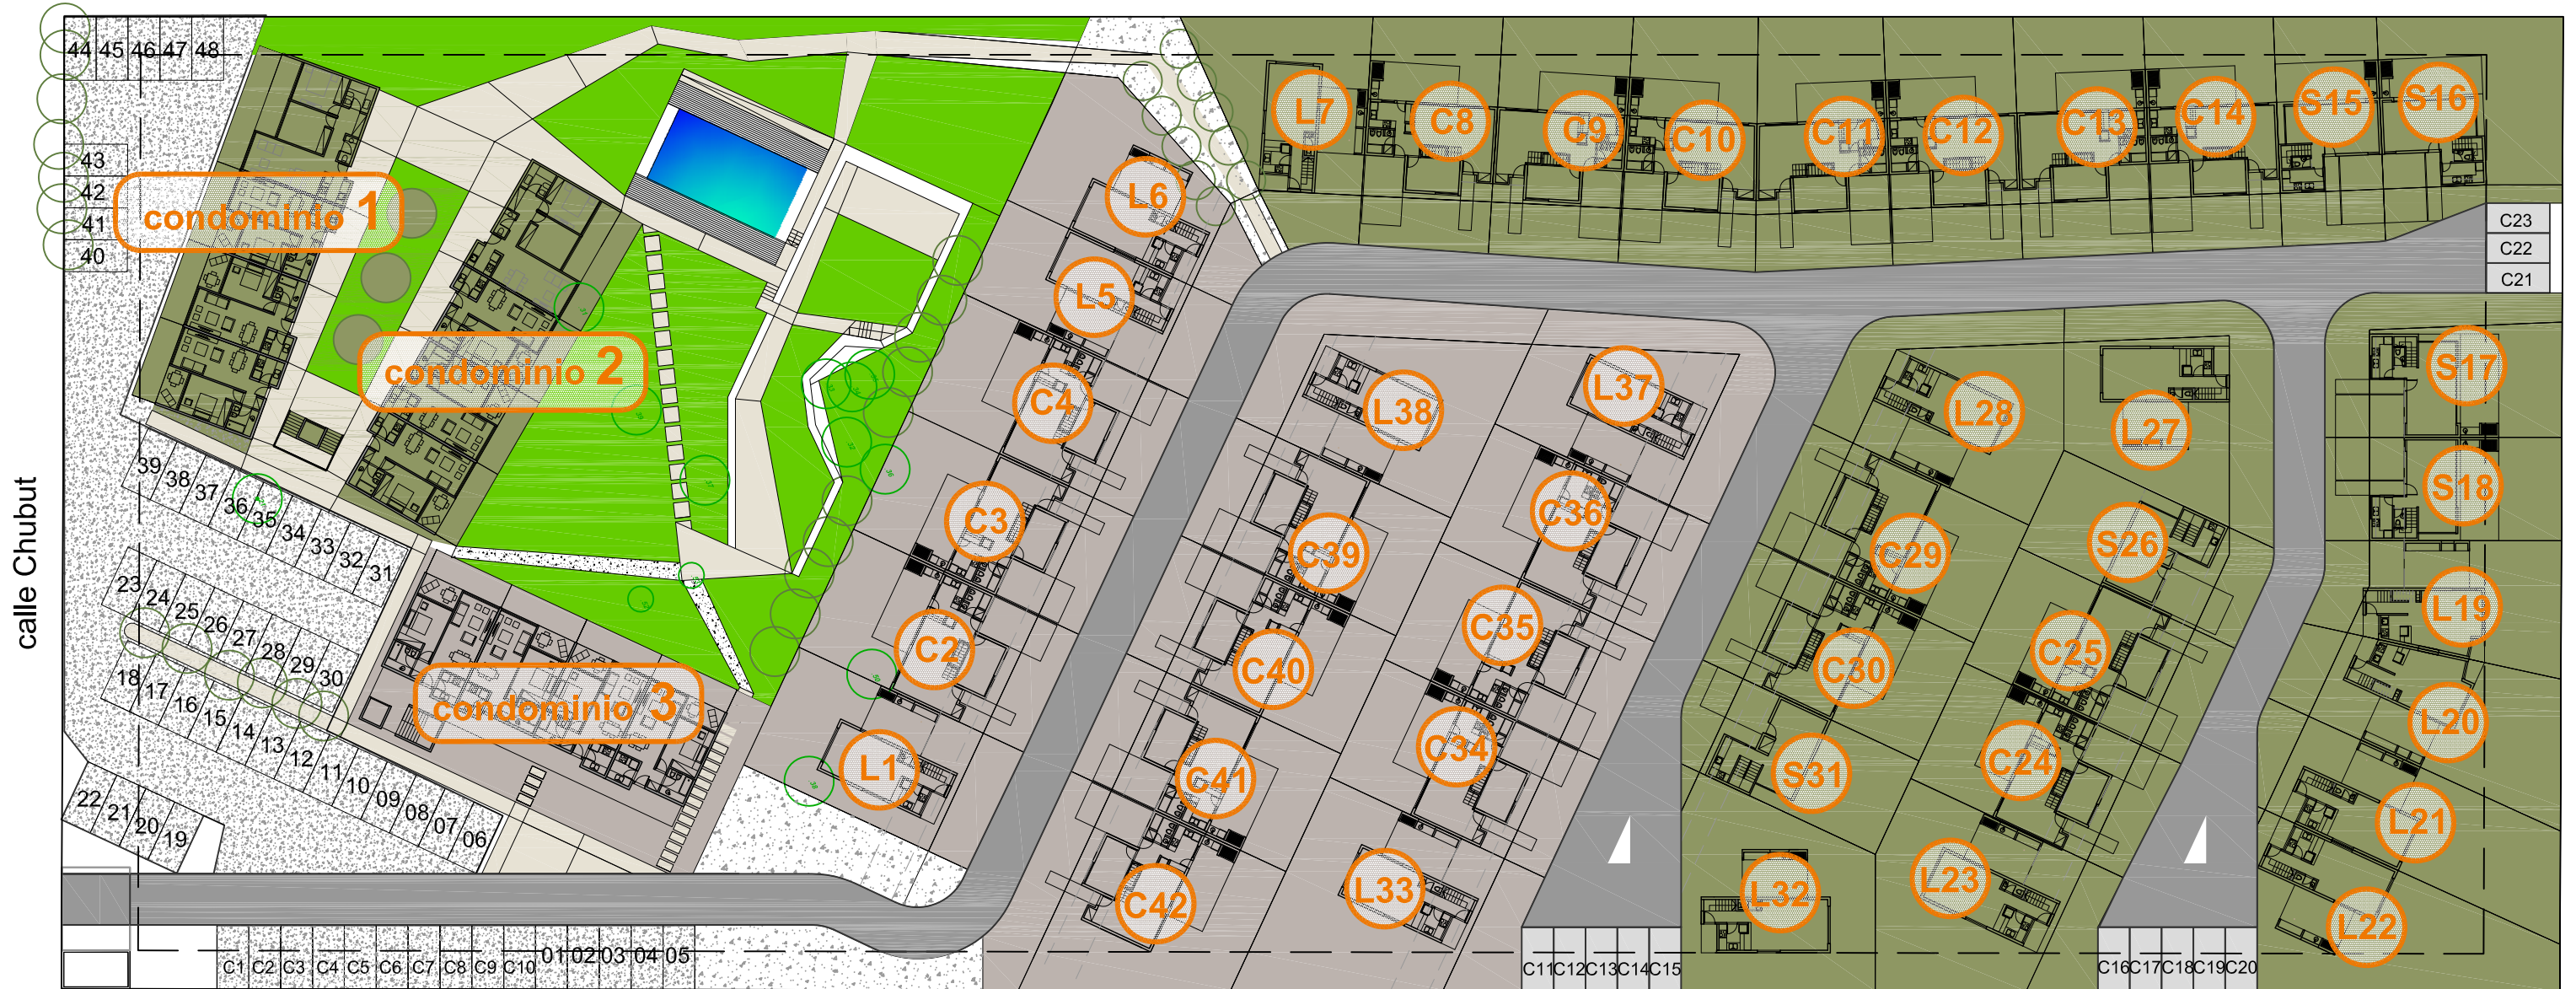 44 45 46 47 48
43
42
41
40
condominio 1
condominio 2
condominio 3
calle Chubut
39 38 37 36 35 34 33 32 31
23 24 25 26 27 28 29 30
18 17 16 15 14 13 12 11 10 09 08 07 06
22 21 20 19
C1 C2 C3 C4 C5 C6 C7 C8 C9 C10 01 02 03 04 05
L6
L5
C4
C3
C2
L1
L7 C8 C9 C10 C11 C12 C13 C14 S15 S16
C23
C22
C21
L38
L37
C39
C36
C40
C35
C41
C34
C42
L33
C11 C12 C13 C14 C15
L28
L27
C29
S26
C30
C25
S31
C24
L32
L23
C16 C17 C18 C19 C20
S17
S18
L19
L20
L21
L22